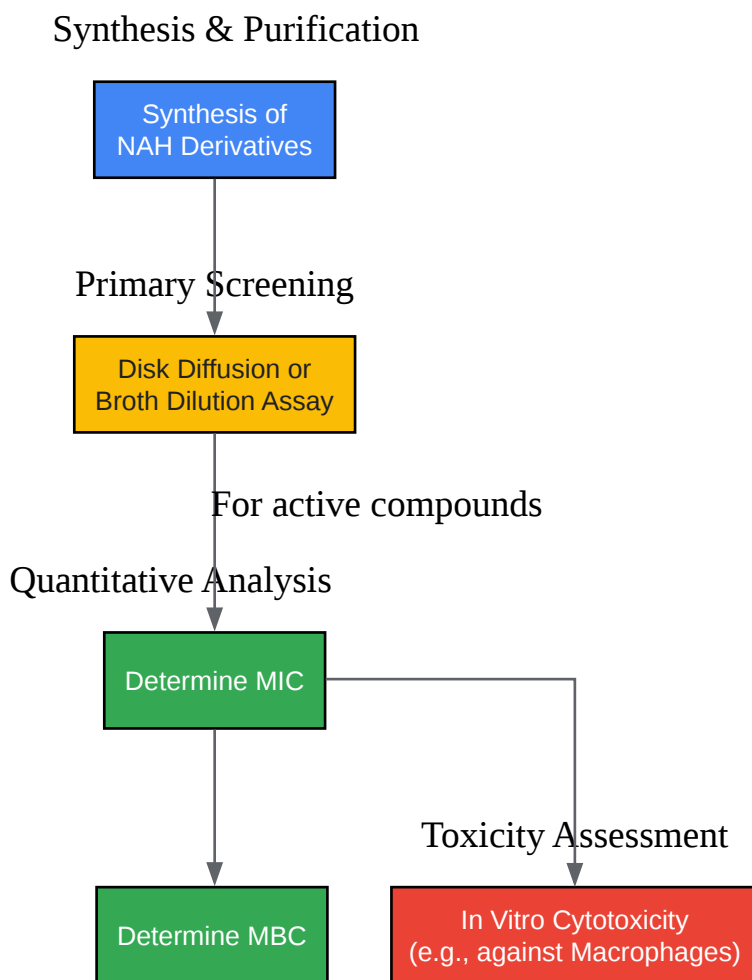 Synthesis & Purification
Synthesis of
NAH Derivatives
Primary Screening
Disk Diffusion or
Broth Dilution Assay
For active compounds
Quantitative Analysis
Determine MIC
Toxicity Assessment
Determine MBC
In Vitro Cytotoxicity
(e.g., against Macrophages)